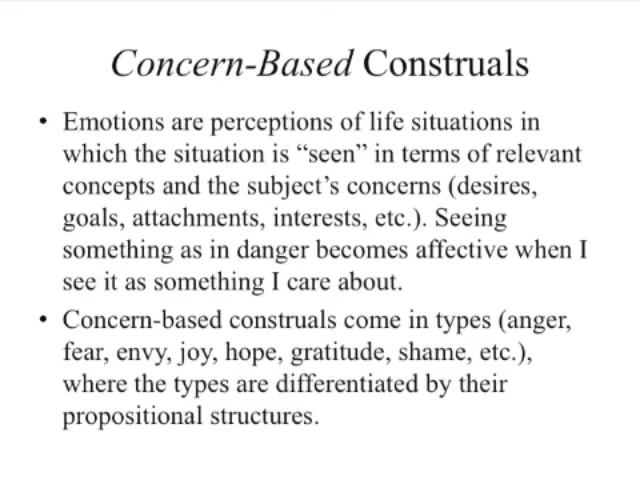 Concern-Based Construals
• Emotions are perceptions of life situations in
which the situation is “seen” in terms of relevant
concepts and the subject’s concerns (desires,
goals, attachments, interests, etc.). Seeing
something as in danger becomes affective when I
see it as something I care about.
• Concern-based construals come in types (anger,
fear, envy, joy, hope, gratitude, shame, etc.),
where the types are differentiated by their
propositional structures.